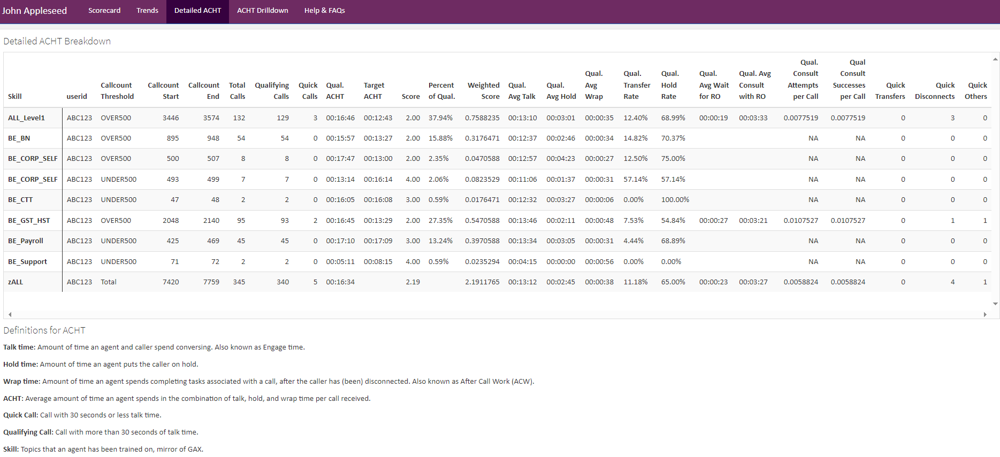 John Appleseed Scorecard Trends Detailed ACHT ACHT Drilldown Help & FAQs
Detailed ACHT Breakdown
Skill userid Callcount Threshold Callcount Start Callcount End Total Calls Qualifying Calls Quick Calls Qual. ACHT Target ACHT Score Percent of Qual. Weighted Score Qual. Avg Talk Qual. Avg Hold Qual. Avg Wrap Qual. Transfer Rate Qual. Hold Rate Qual. Avg Wait for RO Qual. Avg Consult with RO Qual. Consult Attempts per Call Qual Consult Successes per Call Quick Transfers Quick Disconnects Quick Others
ALL_Level1 ABC123 OVER500 3446 3574 132 129 3 00:16:46 00:12:43 2.00 37.94% 0.7588235 00:13:10 00:03:01 00:00:35 12.40% 68.99% 00:00:19 00:03:33 0.0077519 0.0077519 0 3 0
BE_BN ABC123 OVER500 895 948 54 54 0 00:15:57 00:13:27 2.00 15.88% 0.3176471 00:12:37 00:02:46 00:00:34 14.82% 70.37% NA NA 0 0 0
BE_CORP_SELF ABC123 OVER500 500 507 8 8 0 00:17:47 00:13:00 2.00 2.35% 0.0470588 00:12:57 00:04:23 00:00:27 12.50% 75.00% NA NA 0 0 0
BE_CORP_SELF ABC123 UNDER500 493 499 7 7 0 00:13:14 00:16:14 4.00 2.06% 0.0823529 00:11:06 00:01:37 00:00:31 57.14% 57.14% NA NA 0 0 0
BE_CTT ABC123 UNDER500 47 48 2 2 0 00:16:05 00:16:08 3.00 0.59% 0.0176471 00:12:32 00:03:27 00:00:06 0.00% 100.00% NA NA 0 0 0
BE_GST_HST ABC123 OVER500 2048 2140 95 93 2 00:16:45 00:13:29 2.00 27.35% 0.5470588 00:13:46 00:02:11 00:00:48 7.53% 54.84% 00:00:27 00:03:21 0.0107527 0.0107527 0 1 1
BE_Payroll ABC123 UNDER500 425 469 45 45 0 00:17:10 00:17:09 3.00 13.24% 0.3970588 00:13:34 00:03:05 00:00:31 4.44% 68.89% NA NA 0 0 0
BE_Support ABC123 UNDER500 71 72 2 2 0 00:05:11 00:08:15 4.00 0.59% 0.0235294 00:04:15 00:00:00 00:00:56 0.00% 0.00% NA NA 0 0 0
zALL ABC123 Total 7420 7759 345 340 5 00:16:34 2.19 2.1911765 00:13:12 00:02:45 00:00:38 11.18% 65.00% 00:00:23 00:03:27 0.0058824 0.0058824 0 4 1
Definitions for ACHT
Talk time: Amount of time an agent and caller spend conversing. Also known as Engage time.
Hold time: Amount of time an agent puts the caller on hold.
Wrap time: Amount of time an agent spends completing tasks associated with a call, after the caller has (been) disconnected. Also known as After Call Work (ACW).
ACHT: Average amount of time an agent spends in the combination of talk, hold, and wrap time per call received.
Quick Call: Call with 30 seconds or less talk time.
Qualifying Call: Call with more than 30 seconds of talk time.
Skill: Topics that an agent has been trained on, mirror of GAX.